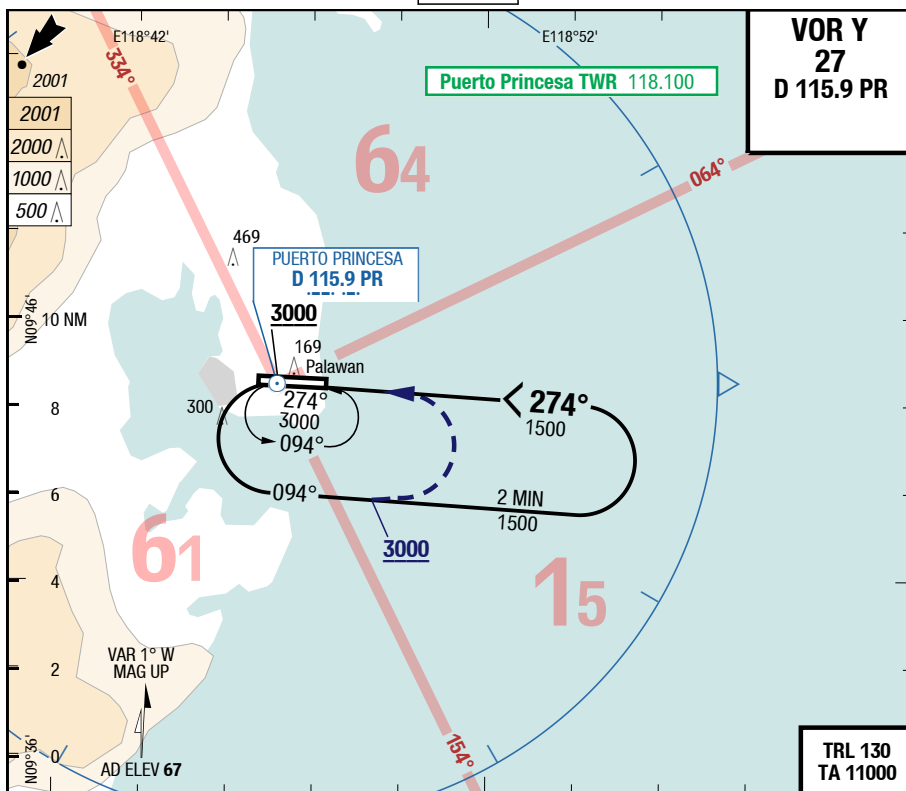 E118°42'
E118°52'
VOR Y
27
D 115.9 PR
334°
2001
Puerto Princesa TWR 118.100
2001
2000
1000
500
64
064°
469
PUERTO PRINCESA
D 115.9 PR
N09°46'
10 NM
3000
169
Palawan
8
300
274°
3000
094°
274°
1500
6
094°
2 MIN
1500
3000
61
15
4
VAR 1° W
MAG UP
2
154°
N09°36'
0
AD ELEV 67
TRL 130
TA 11000